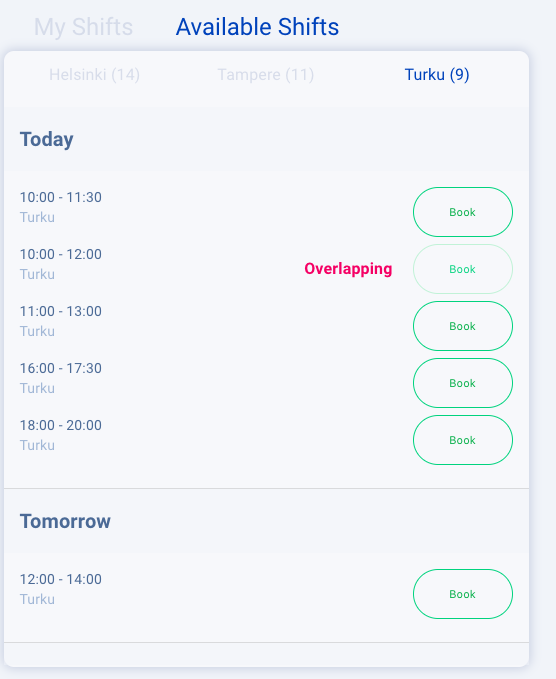 My Shifts Available Shifts
Helsinki (14) Tampere (11) Turku (9)
Today
10:00 - 11:30
Turku
Book
10:00 - 12:00
Turku
Overlapping
Book
11:00 - 13:00
Turku
Book
16:00 - 17:30
Turku
Book
18:00 - 20:00
Turku
Book
Tomorrow
12:00 - 14:00
Turku
Book